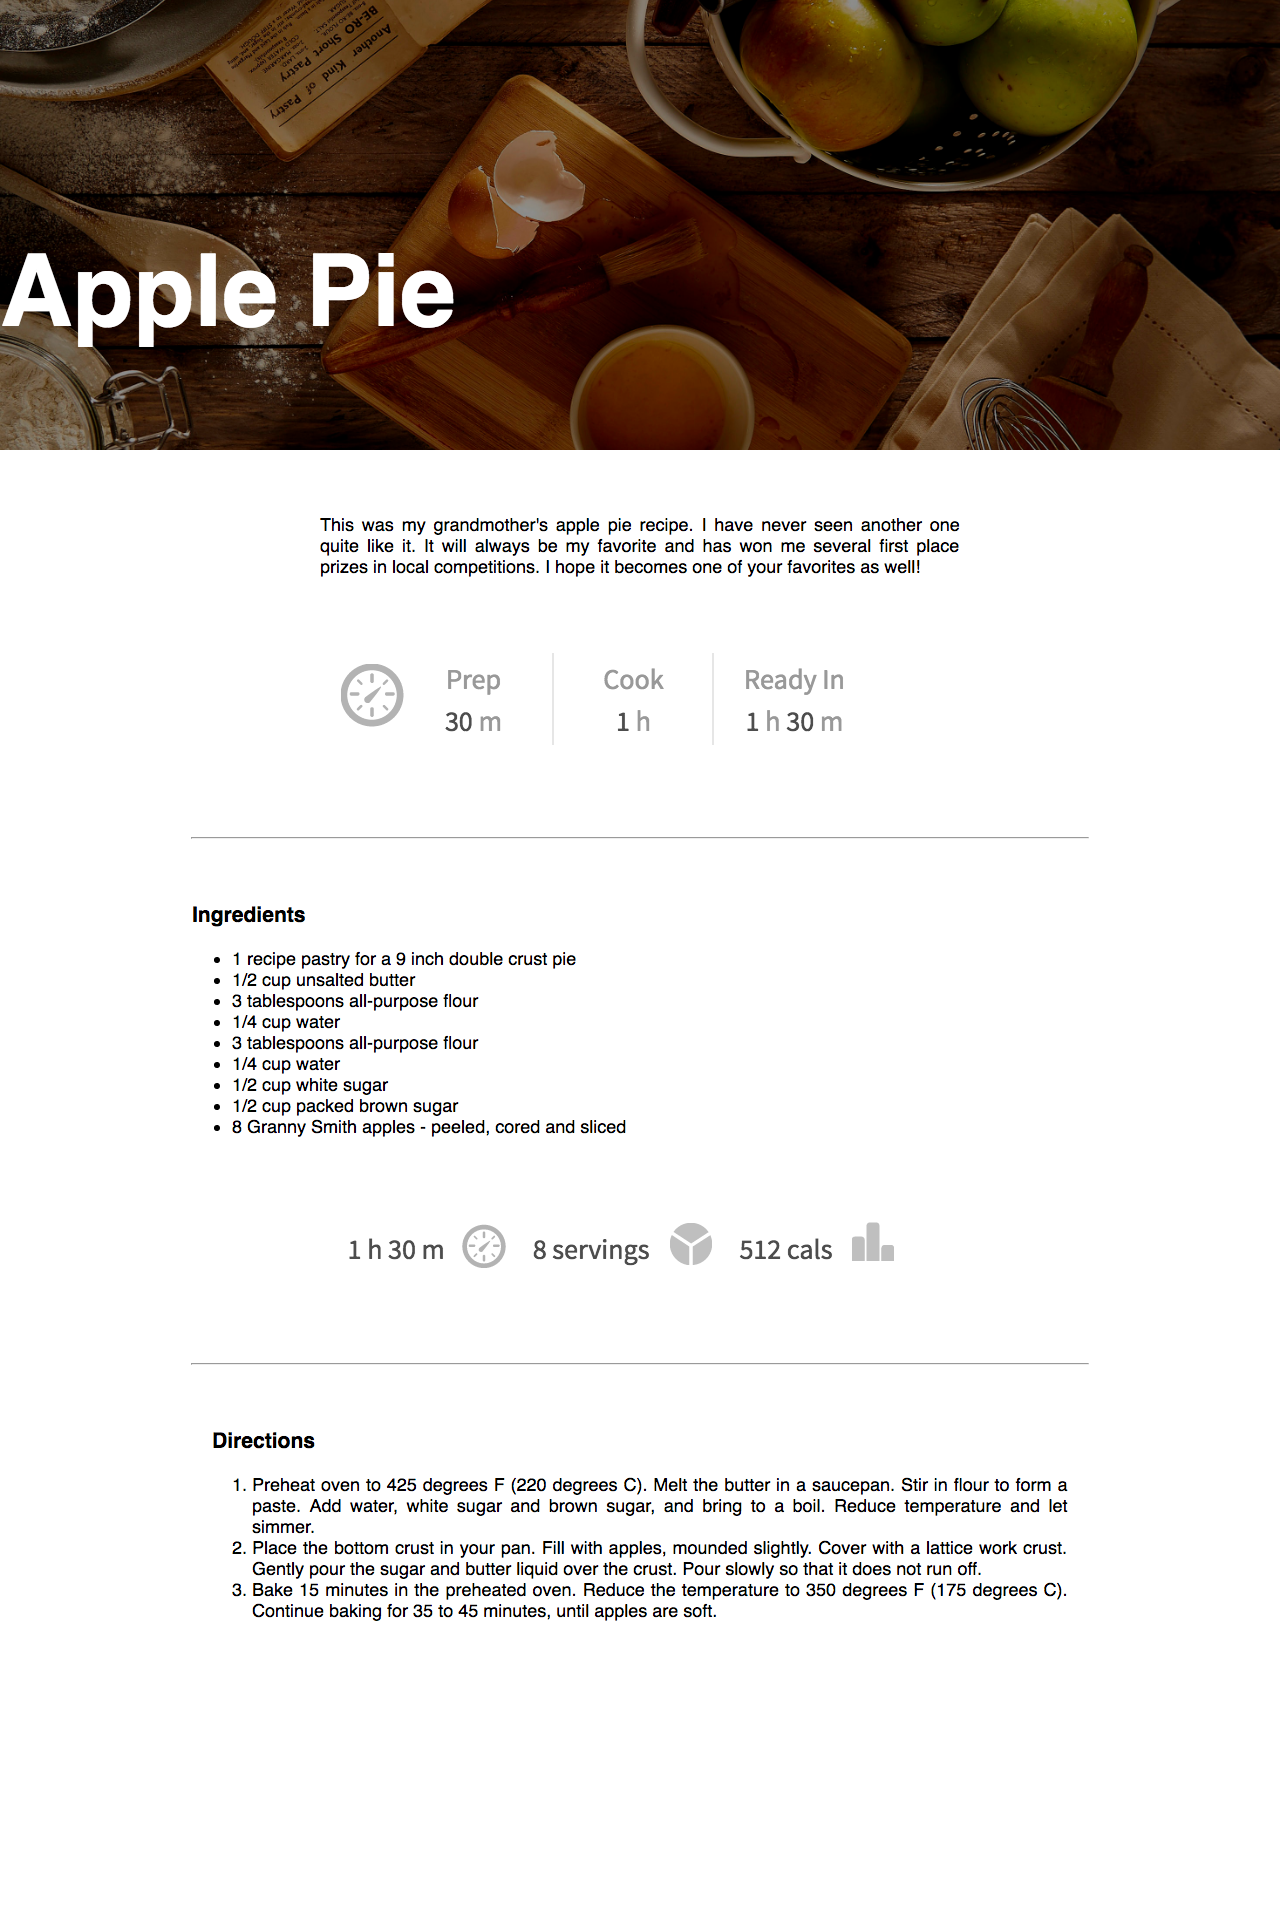 BE-RO Short Pastry
Another Kind of Pastry
Apple Pie
This was my grandmother's apple pie recipe. I have never seen another one
quite like it. It will always be my favorite and has won me several first place
prizes in local competitions. I hope it becomes one of your favorites as well!
Prep Cook Ready In
30 m 1 h 1 h 30 m
Ingredients
• 1 recipe pastry for a 9 inch double crust pie
• 1/2 cup unsalted butter
• 3 tablespoons all-purpose flour
• 1/4 cup water
• 3 tablespoons all-purpose flour
• 1/4 cup water
• 1/2 cup white sugar
• 1/2 cup packed brown sugar
• 8 Granny Smith apples - peeled, cored and sliced
1 h 30 m 8 servings 512 cals
Directions
1. Preheat oven to 425 degrees F (220 degrees C). Melt the butter in a saucepan. Stir in flour to form a
paste. Add water, white sugar and brown sugar, and bring to a boil. Reduce temperature and let
simmer.
2. Place the bottom crust in your pan. Fill with apples, mounded slightly. Cover with a lattice work crust.
Gently pour the sugar and butter liquid over the crust. Pour slowly so that it does not run off.
3. Bake 15 minutes in the preheated oven. Reduce the temperature to 350 degrees F (175 degrees C).
Continue baking for 35 to 45 minutes, until apples are soft.